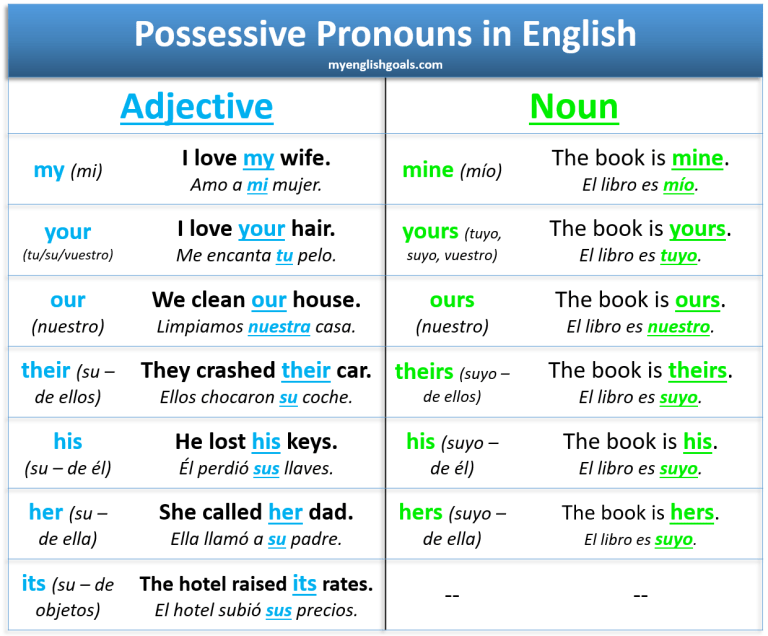 Possessive Pronouns in English
myenglishgoals.com
Adjective
Noun
my (mi)
I love my wife.
Amo a mi mujer.
mine (mío)
The book is mine.
El libro es mío.
your
(tu/su/vuestro)
I love your hair.
Me encanta tu pelo.
yours (tuyo,
suyo, vuestro)
The book is yours.
El libro es tuyo.
our
(nuestro)
We clean our house.
Limpiamos nuestra casa.
ours
(nuestro)
The book is ours.
El libro es nuestro.
their (su –
de ellos)
They crashed their car.
Ellos chocaron su coche.
theirs (suyo –
de ellos)
The book is theirs.
El libro es suyo.
his
(su – de él)
He lost his keys.
Él perdió sus llaves.
his (suyo –
de él)
The book is his.
El libro es suyo.
her (su –
de ella)
She called her dad.
Ella llamó a su padre.
hers (suyo –
de ella)
The book is hers.
El libro es suyo.
its (su – de
objetos)
The hotel raised its rates.
El hotel subió sus precios.
--
--